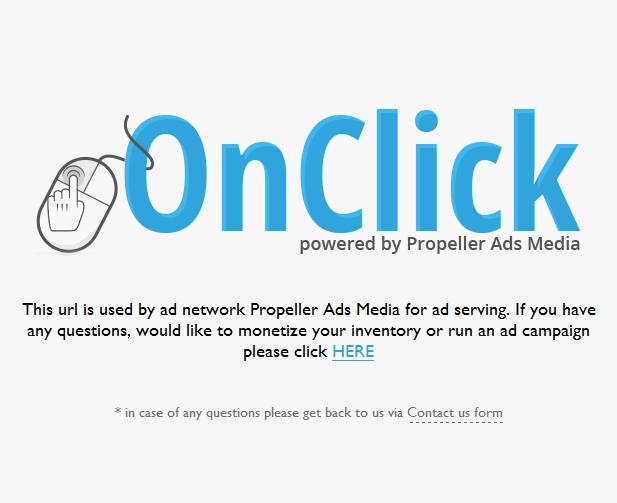 OnClick
powered by Propeller Ads Media
This url is used by ad network Propeller Ads Media for ad serving. If you have
any questions, would like to monetize your inventory or run an ad campaign
please click HERE
* in case of any questions please get back to us via Contact us form